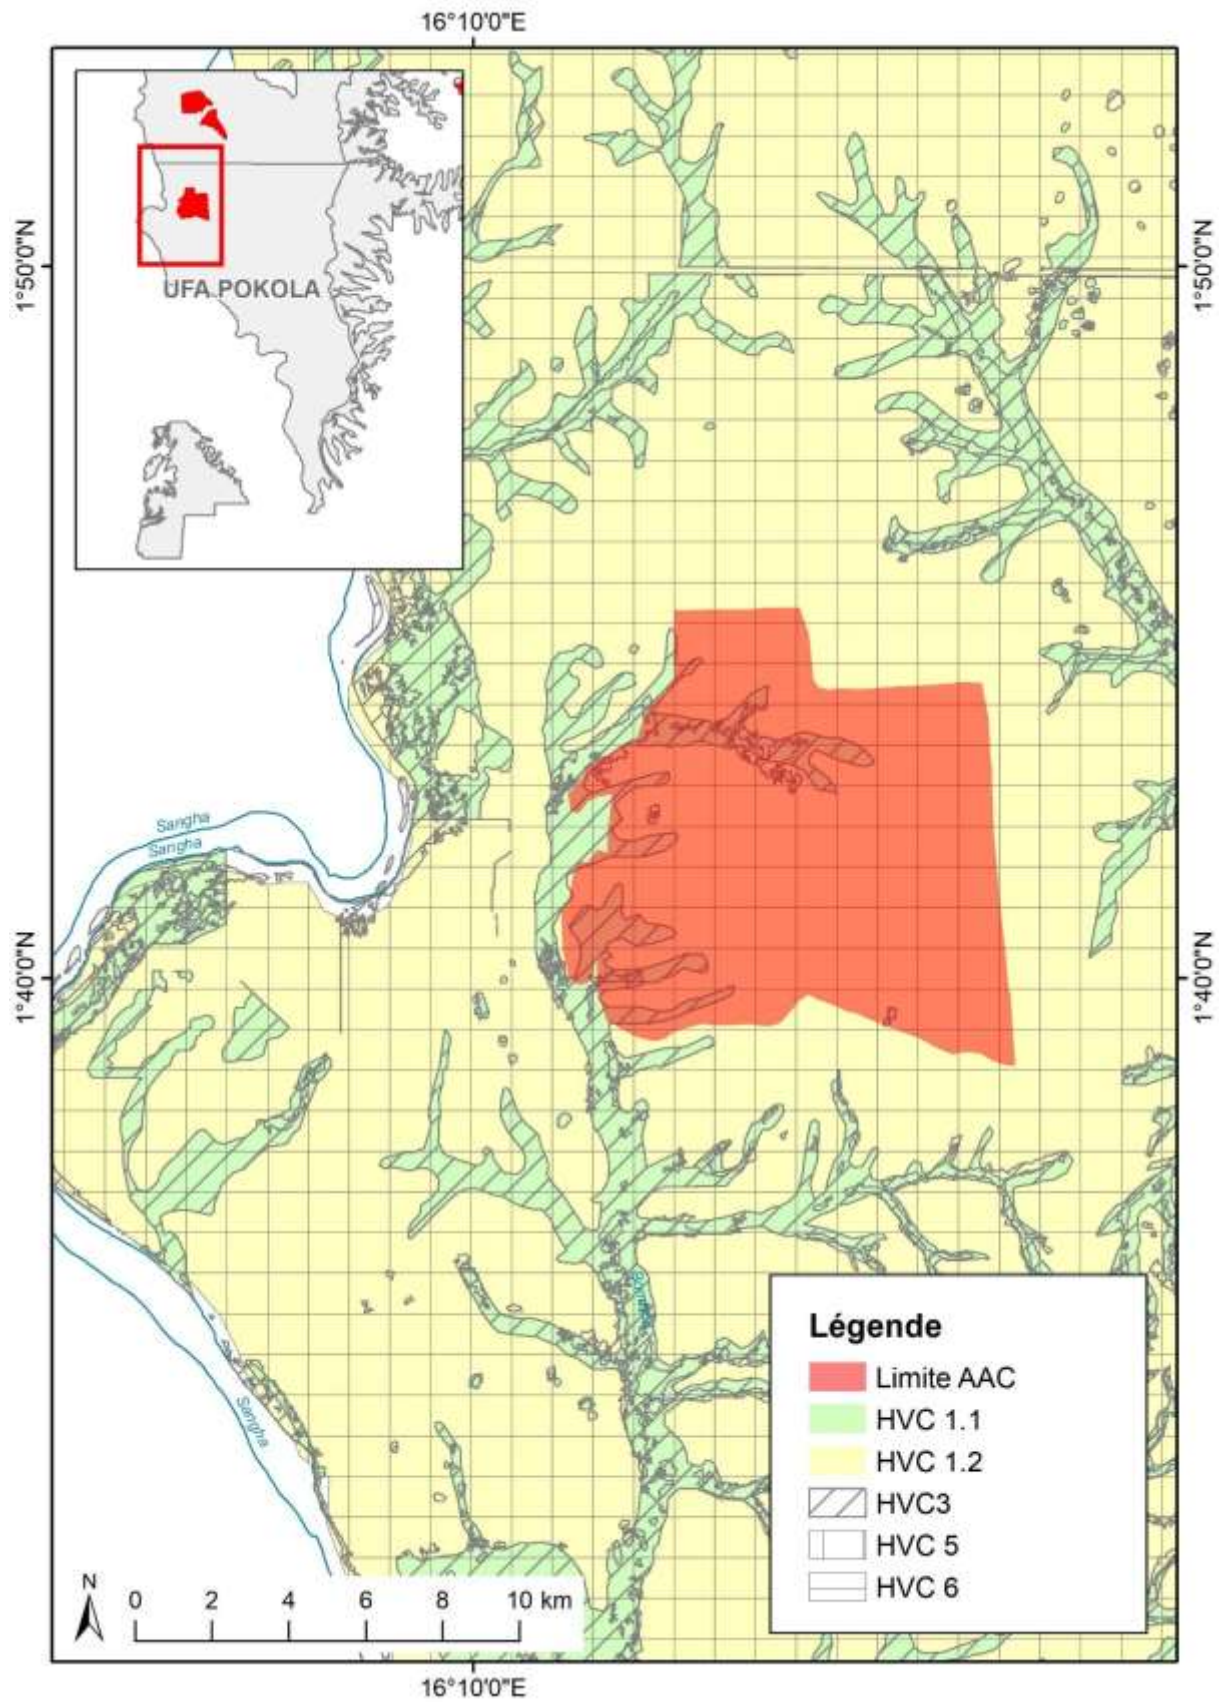 16°10'0"E
1°50'0"N
1°50'0"N
UFA POKOLA
Sangha
Sangha
1°40'0"N
1°40'0"N
Sangha
Légende
Limite AAC
HVC 1.1
HVC 1.2
HVC3
HVC 5
HVC 6
N
0 2 4 6 8 10 km
16°10'0"E